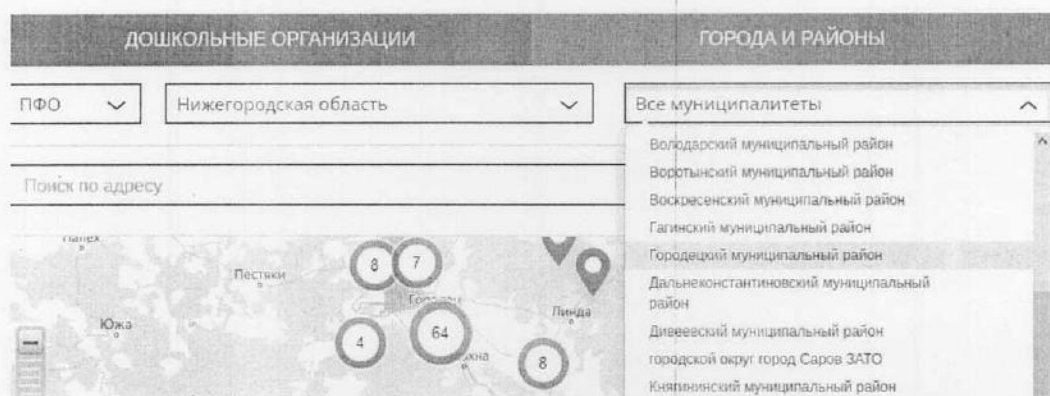 ДОШКОЛЬНЫЕ ОРГАНИЗАЦИИ
ГОРОДА И РАЙОНЫ
ПФО
Нижегородская область
Все муниципалитеты
Володарский муниципальный район
Воротынский муниципальный район
Воскресенский муниципальный район
Гагинский муниципальный район
Городецкий муниципальный район
Дальнеконстантиновский муниципальный
район
Дивеевский муниципальный район
городской округ город Саров ЗАТО
Княгининский муниципальный район
Поиск по адресу
Пестяки
8
7
Городец
Линда
Южа
4
64
8